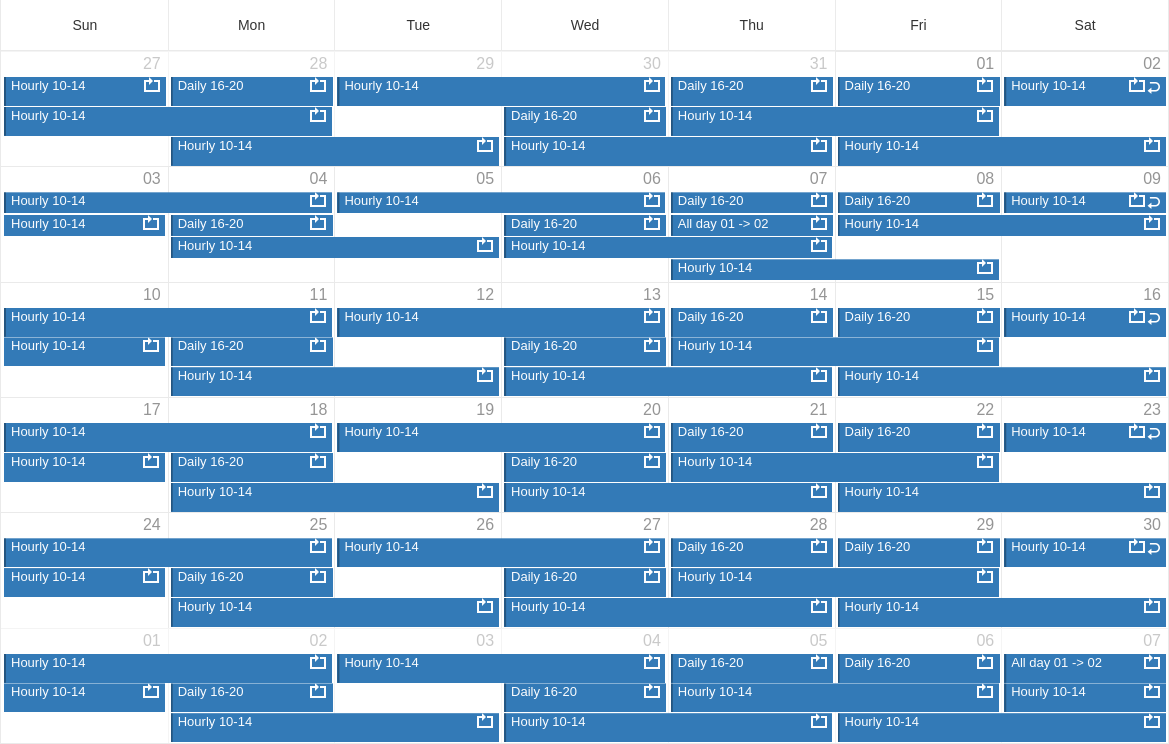 Sun Mon Tue Wed Thu Fri Sat
27 28 29 30 31 01 02
Hourly 10-14 Daily 16-20 Hourly 10-14 Daily 16-20 Daily 16-20 Hourly 10-14
Hourly 10-14 Daily 16-20 Hourly 10-14
Hourly 10-14 Hourly 10-14 Hourly 10-14
03 04 05 06 07 08 09
Hourly 10-14 Hourly 10-14 Daily 16-20 Daily 16-20 Hourly 10-14
Hourly 10-14 Daily 16-20 Daily 16-20 All day 01 -> 02 Hourly 10-14
Hourly 10-14 Hourly 10-14
Hourly 10-14
10 11 12 13 14 15 16
Hourly 10-14 Hourly 10-14 Daily 16-20 Daily 16-20 Hourly 10-14
Hourly 10-14 Daily 16-20 Daily 16-20 Hourly 10-14
Hourly 10-14 Hourly 10-14 Hourly 10-14
17 18 19 20 21 22 23
Hourly 10-14 Hourly 10-14 Daily 16-20 Daily 16-20 Hourly 10-14
Hourly 10-14 Daily 16-20 Daily 16-20 Hourly 10-14
Hourly 10-14 Hourly 10-14 Hourly 10-14
24 25 26 27 28 29 30
Hourly 10-14 Hourly 10-14 Daily 16-20 Daily 16-20 Hourly 10-14
Hourly 10-14 Daily 16-20 Daily 16-20 Hourly 10-14
Hourly 10-14 Hourly 10-14 Hourly 10-14
01 02 03 04 05 06 07
Hourly 10-14 Hourly 10-14 Daily 16-20 Daily 16-20 All day 01 -> 02
Hourly 10-14 Daily 16-20 Daily 16-20 Hourly 10-14 Hourly 10-14
Hourly 10-14 Hourly 10-14 Hourly 10-14